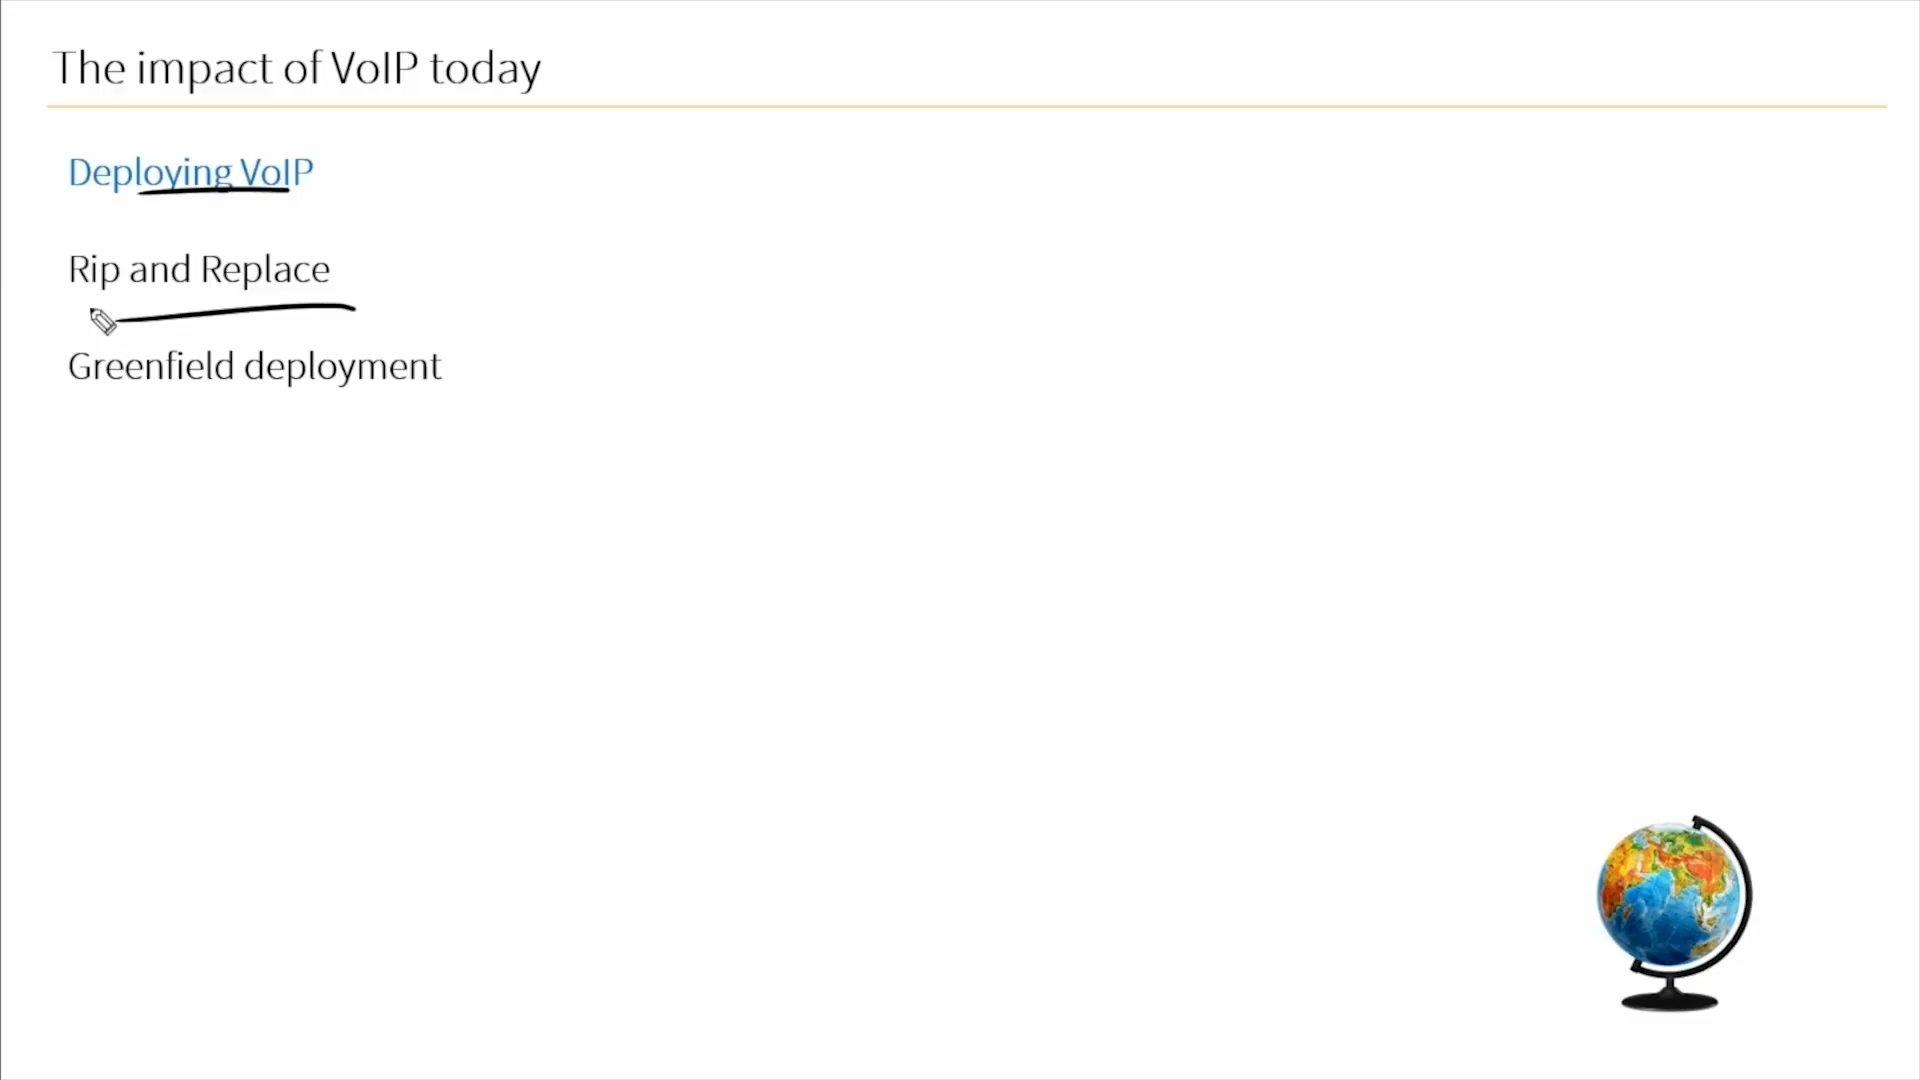 The impact of VoIP today
Deploying VoIP
Rip and Replace
Greenfield deployment